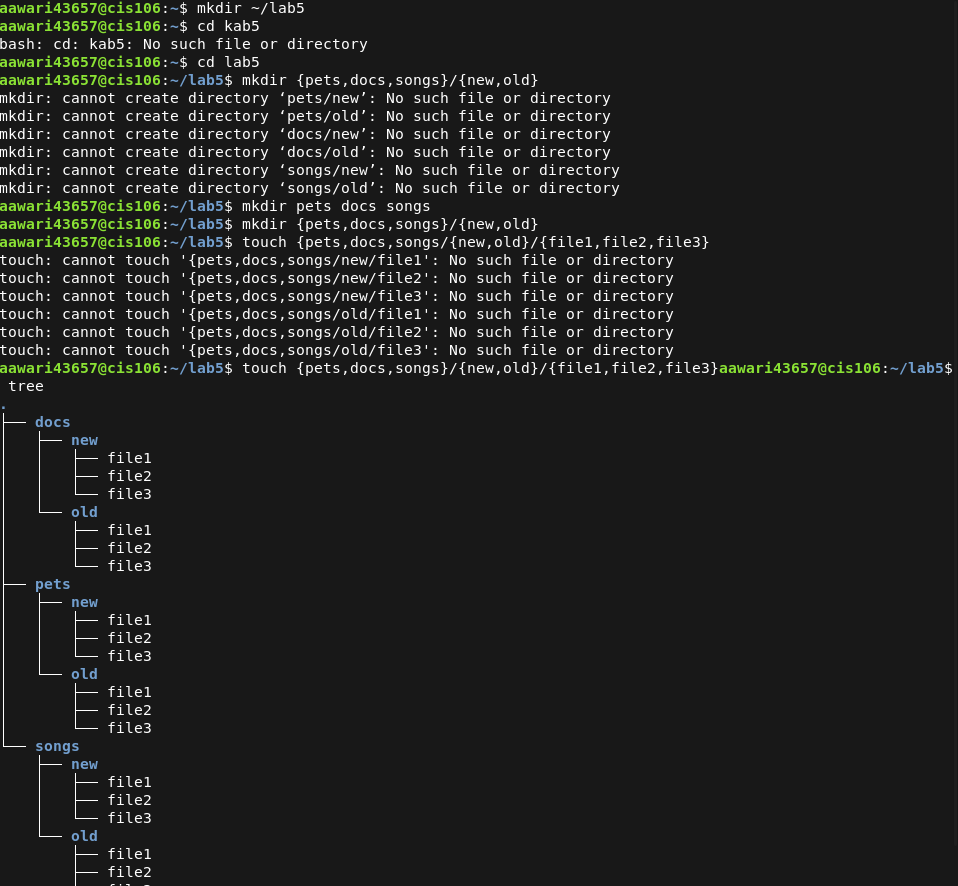 aawari43657@cis106:~$ mkdir ~/lab5
aawari43657@cis106:~$ cd kab5
bash: cd: kab5: No such file or directory
aawari43657@cis106:~$ cd lab5
aawari43657@cis106:~/lab5$ mkdir {pets,docs,songs}/{new,old}
mkdir: cannot create directory ‘pets/new’: No such file or directory
mkdir: cannot create directory ‘pets/old’: No such file or directory
mkdir: cannot create directory ‘docs/new’: No such file or directory
mkdir: cannot create directory ‘docs/old’: No such file or directory
mkdir: cannot create directory ‘songs/new’: No such file or directory
mkdir: cannot create directory ‘songs/old’: No such file or directory
aawari43657@cis106:~/lab5$ mkdir pets docs songs
aawari43657@cis106:~/lab5$ mkdir {pets,docs,songs}/{new,old}
aawari43657@cis106:~/lab5$ touch {pets,docs,songs/{new,old}/{file1,file2,file3}
touch: cannot touch '{pets,docs,songs/new/file1': No such file or directory
touch: cannot touch '{pets,docs,songs/new/file2': No such file or directory
touch: cannot touch '{pets,docs,songs/new/file3': No such file or directory
touch: cannot touch '{pets,docs,songs/old/file1': No such file or directory
touch: cannot touch '{pets,docs,songs/old/file2': No such file or directory
touch: cannot touch '{pets,docs,songs/old/file3': No such file or directory
aawari43657@cis106:~/lab5$ touch {pets,docs,songs}/{new,old}/{file1,file2,file3}aawari43657@cis106:~/lab5$
 tree
.
├── docs
│   ├── new
│   │   ├── file1
│   │   ├── file2
│   │   └── file3
│   └── old
│       ├── file1
│       ├── file2
│       └── file3
├── pets
│   ├── new
│   │   ├── file1
│   │   ├── file2
│   │   └── file3
│   └── old
│       ├── file1
│       ├── file2
│       └── file3
└── songs
    ├── new
    │   ├── file1
    │   ├── file2
    │   └── file3
    └── old
        ├── file1
        ├── file2